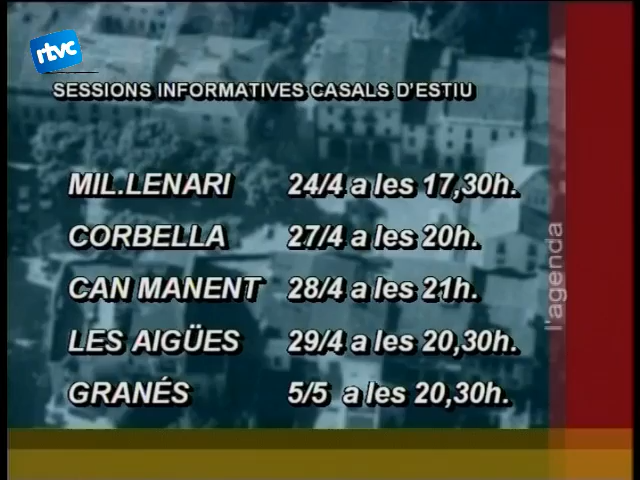 rtvc
SESSIONS INFORMATIVES CASALS D'ESTIU
MIL.LENARI 24/4 a les 17,30h.
CORBELLA 27/4 a les 20h.
CAN MANENT 28/4 a les 21h.
LES AIGÜES 29/4 a les 20,30h.
GRANÉS 5/5 a les 20,30h.
l'agenda